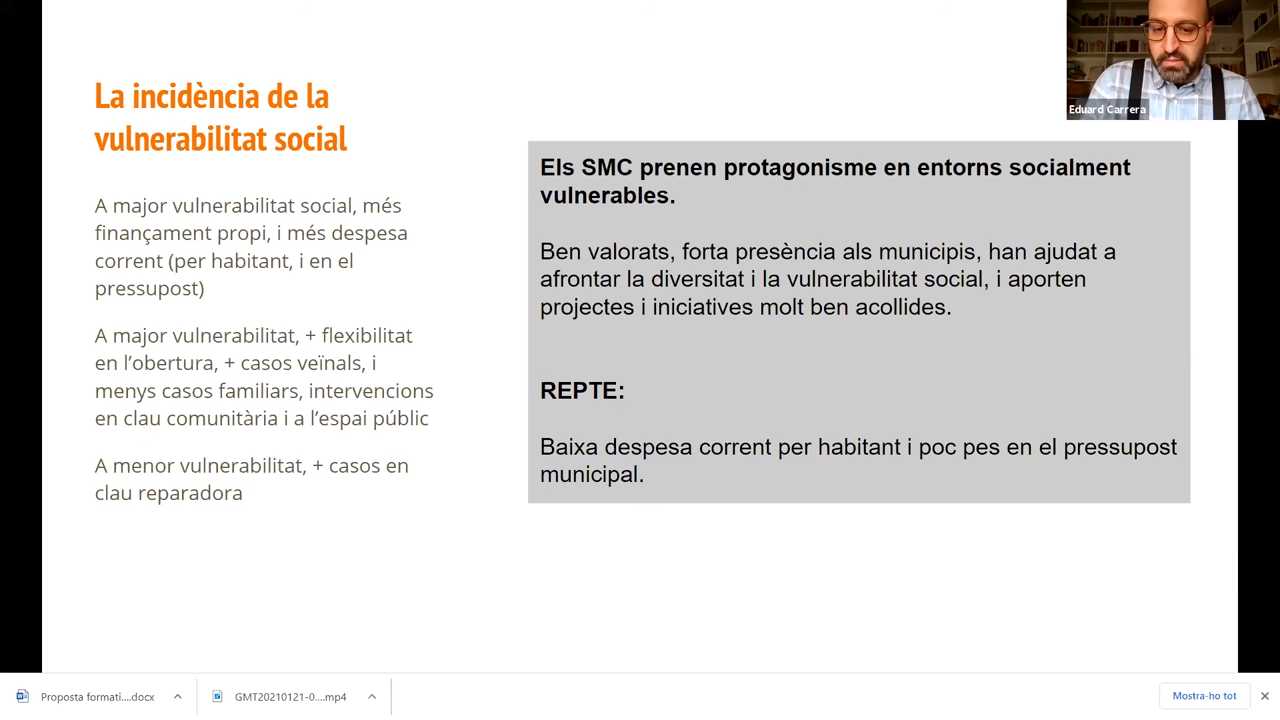 La incidència de la
vulnerabilitat social
A major vulnerabilitat social, més
finançament propi, i més despesa
corrent (per habitant, i en el
pressupost)
A major vulnerabilitat, + flexibilitat
en l’obertura, + casos veïnals, i
menys casos familiars, intervencions
en clau comunitària i a l’espai públic
A menor vulnerabilitat, + casos en
clau reparadora
Eduard Carrera
Els SMC prenen protagonisme en entorns socialment
vulnerables.
Ben valorats, forta presència als municipis, han ajudat a
afrontar la diversitat i la vulnerabilitat social, i aporten
projectes i iniciatives molt ben acollides.
REPTE:
Baixa despesa corrent per habitant i poc pes en el pressupost
municipal.
Proposta formati....docx
GMT20210121-0....mp4
Mostra-ho tot